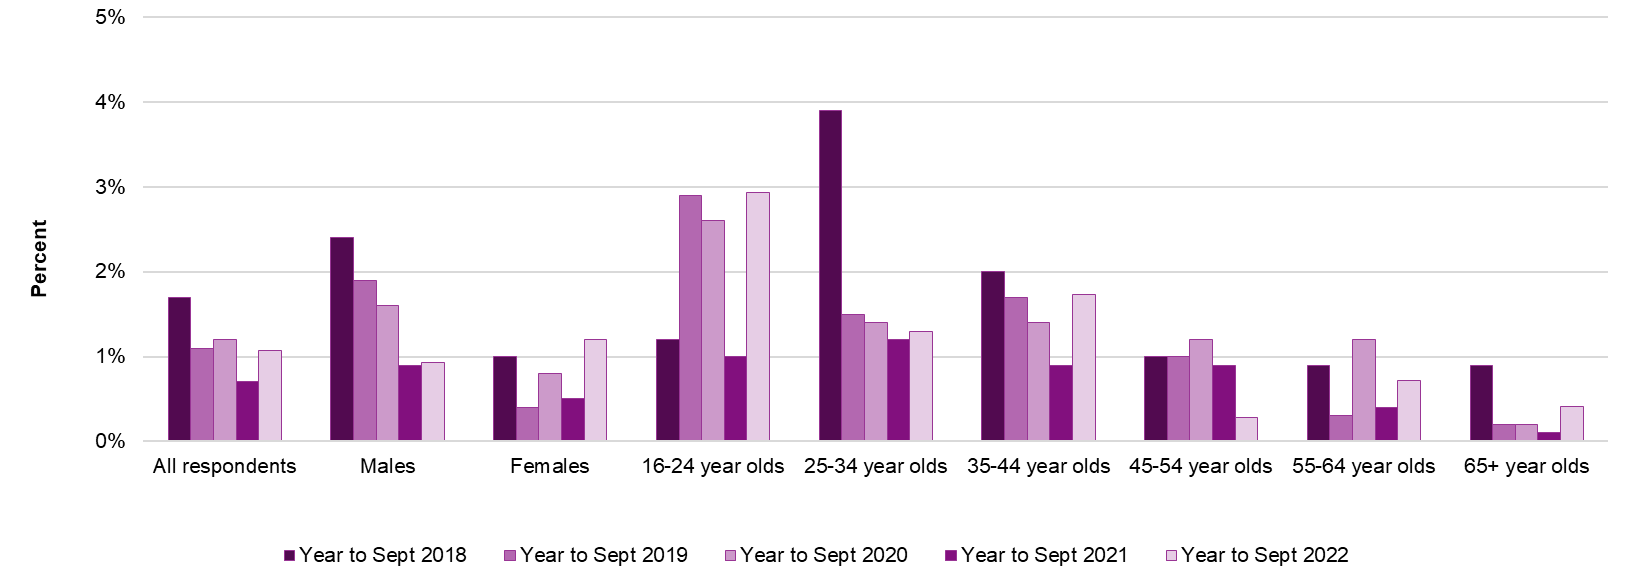 5%
4%
3%
2%
1%
0%
Percent
All respondents Males Females 16-24 year olds 25-34 year olds 35-44 year olds 45-54 year olds 55-64 year olds 65+ year olds
Year to Sept 2018 Year to Sept 2019 Year to Sept 2020 Year to Sept 2021 Year to Sept 2022